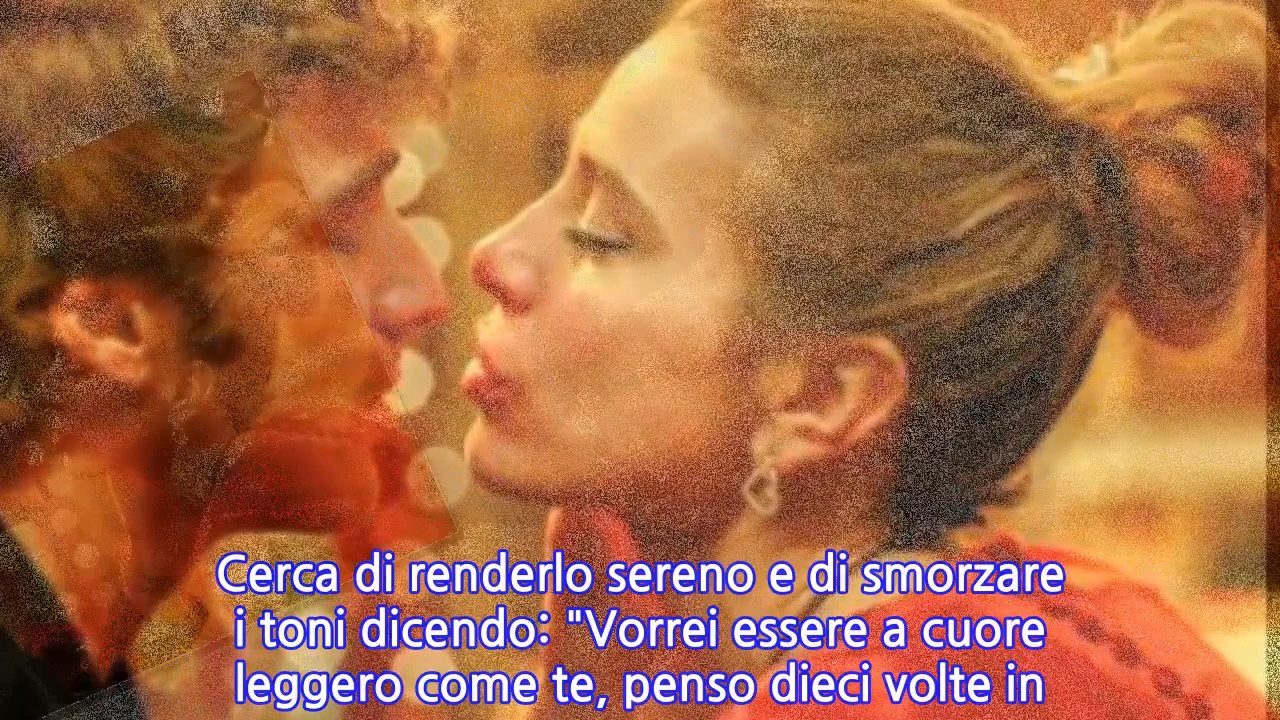 Cerca di renderlo sereno e di smorzare
i toni dicendo: "Vorrei essere a cuore
leggero come te, penso dieci volte in